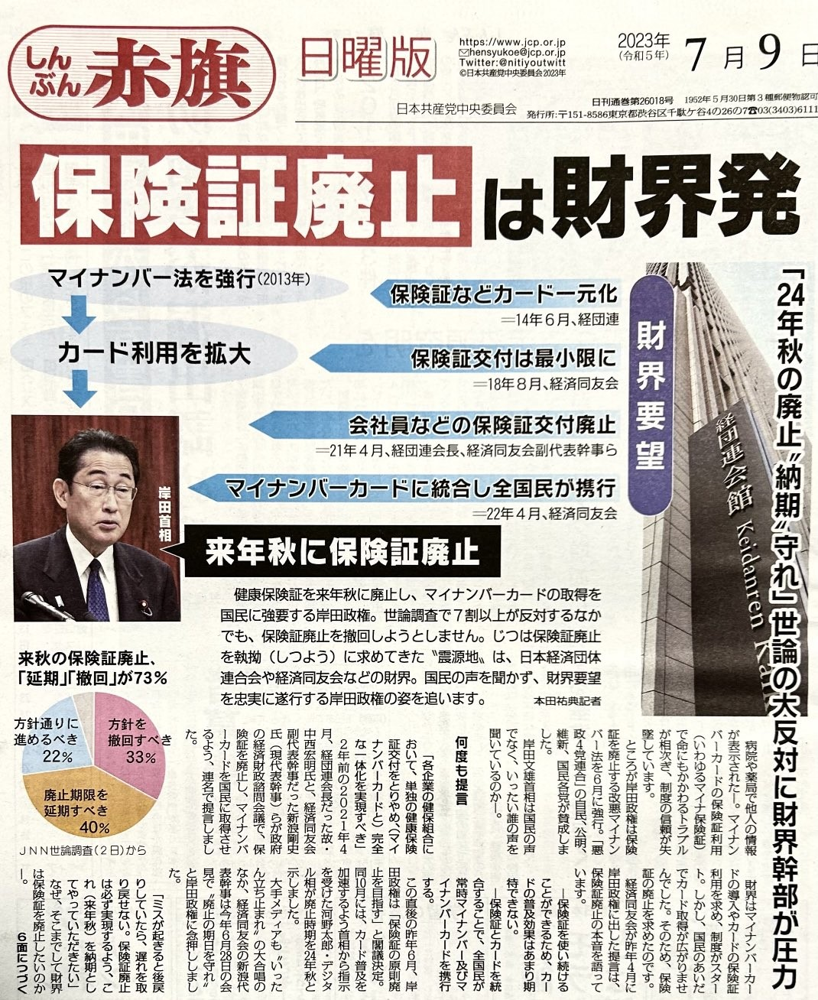 しんぶん 赤旗
日曜版
https://www.jcp.or.jp
✉hensyukoe@jcp.or.jp
Twitter:@nitiyoutwitt
©日本共産党中央委員会2023年
2023年
(令和5年)
7月9日
日本共産党中央委員会
日刊通巻第26018号 1952年5月30日第3種郵便物認可
発行所:〒151-8586東京都渋谷区千駄ケ谷4の26の7☎03(3403)6111
保険証廃止は財界発
「24年秋の廃止〝納期〟守れ」世論の大反対に財界幹部が圧力
マイナンバー法を強行(2013年)
カード利用を拡大
財界要望
保険証などカード一元化
=14年6月、経団連
保険証交付は最小限に
=18年8月、経済同友会
会社員などの保険証交付廃止
=21年4月、経団連会長、経済同友会副代表幹事ら
マイナンバーカードに統合し全国民が携行
=22年4月、経済同友会
経団連会館
Keidanren Kai
岸田首相
来年秋に保険証廃止
健康保険証を来年秋に廃止し、マイナンバーカードの取得を
国民に強要する岸田政権。世論調査で7割以上が反対するなか
でも、保険証廃止を撤回しようとしません。じつは保険証廃止
を執拗(しつよう)に求めてきた〝震源地〟は、日本経済団体
連合会や経済同友会などの財界。国民の声を聞かず、財界要望
を忠実に遂行する岸田政権の姿を追います。
本田祐典記者
来秋の保険証廃止、
「延期」「撤回」が73%
方針通りに
進めるべき
22%
方針を
撤回すべき
33%
廃止期限を
延期すべき
40%
JNN世論調査(2日)から
病院や薬局で他人の情報
が表示された―。マイナン
バーカードの保険証利用
(いわゆるマイナ保険証)
で命にもかかわるトラブル
が相次ぎ、制度の信頼が失
墜しています。
ところが岸田政権は保険
証を廃止する改悪マイナン
バー法を6月に強行。「悪
政4党連合」の自民、公明、
維新、国民各党が賛成しま
した。
岸田文雄首相は国民の声
でなく、いったい誰の声を
聞いているのか―。
何度も提言
「各企業の健保組合に
おいて、単独の健康保険
証交付をとりやめ、(マイ
ナンバーカードと)完全
な一体化を実現すべき」
2年前の2021年4
月、経団連会長だった故・
中西宏明氏と、経済同友会
副代表幹事だった新浪剛史
氏(現代表幹事)らが政府
の経済財政諮問会議で、保
険証を廃止し、マイナンバ
ーカードを国民に取得させ
るよう、連名で提言しまし
た。
財界はマイナンバーカー
ドの導入やカードの保険証
利用を求め、制度がスター
ト。しかし、国民のあいだ
でカード取得が広がりませ
んでした。そのため、保険
証の廃止を求めたのです。
経済同友会が昨年4月に
岸田政権に出した提言は、
保険証廃止の本音を語って
います。
―保険証を使い続ける
ことができるため、カー
ドの普及効果はあまり期
待できない。
―保険証とカードを統
合することで、全国民が
常時マイナンバー及びマ
イナンバーカードを携行
する。
この直後の昨年6月、岸
田政権は「保険証の原則廃
止を目指す」と閣議決定。
同10月には、カード普及を
加速するよう首相から指示
を受けた河野太郎・デジタ
ル相が廃止時期を24年秋と
示しました。
大手メディアも〝いった
ん立ち止まれ〟の大合唱の
なか、経済同友会の新浪代
表幹事は今年6月28日の会
見で〝廃止の期日を守れ〟
と岸田政権に念押ししまし
た。
「ミスが起きると後戻
りしていたら、遅れを取
り戻せない。保険証廃止
は必ず実現するよう、こ
れ(来年秋)を納期とし
てやっていただきたい」
なぜ、そこまでして財界
は保険証を廃止したいのか
―。
6面につづく